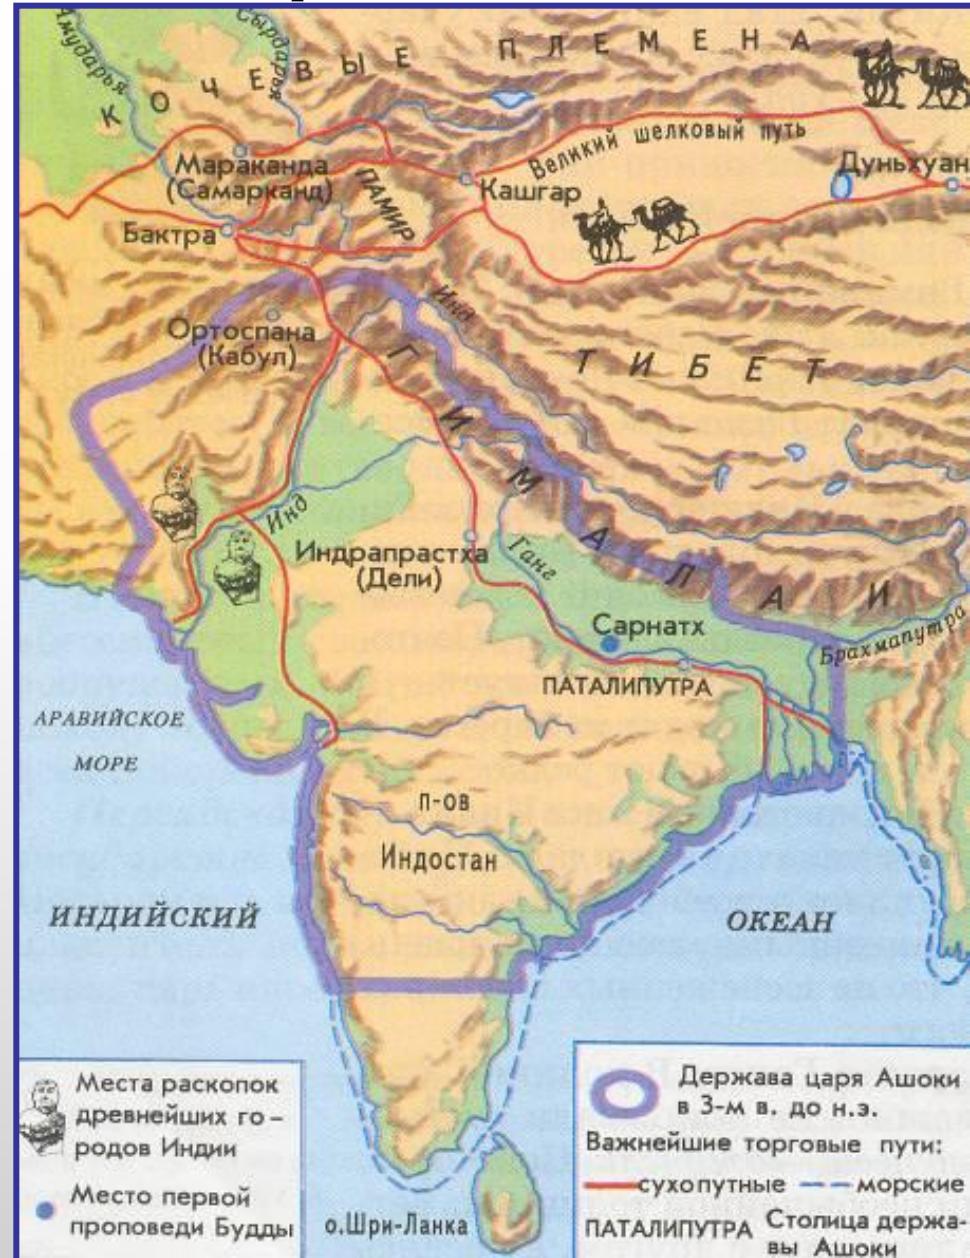 Амударья
Сырдарья
КОЧЕВЫЕ ПЛЕМЕНА
Великий шелковый путь
Мараканда
(Самарканд)
ПАМИР
Кашгар
Дуньхуан
Бактра
Инд
Ортоспана
(Кабул)
ТИБЕТ
ГИМАЛАИ
Инд
Индрапрастха
(Дели)
Ганг
Сарнатх
Брахмапутра
ПАТАЛИПУТРА
АРАВИЙСКОЕ
МОРЕ
п-ов
Индостан
ИНДИЙСКИЙ ОКЕАН
о.Шри-Ланка
Места раскопок
древнейших го-
родов Индии
Место первой
проповеди Будды
Держава царя Ашоки
в 3-м в. до н.э.
Важнейшие торговые пути:
сухопутные морские
ПАТАЛИПУТРА Столица держа-
вы Ашоки